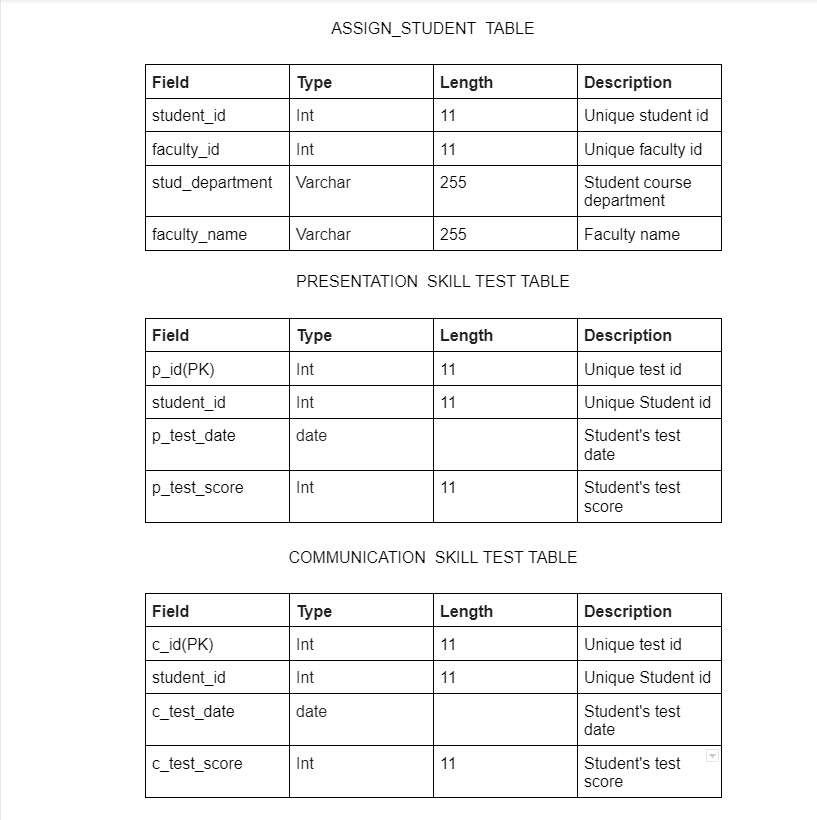 ASSIGN_STUDENT  TABLE
Field Type Length Description
student_id Int 11 Unique student id
faculty_id Int 11 Unique faculty id
stud_department Varchar 255 Student course
department
faculty_name Varchar 255 Faculty name
PRESENTATION  SKILL TEST TABLE
Field Type Length Description
p_id(PK) Int 11 Unique test id
student_id Int 11 Unique Student id
p_test_date date Student's test
date
p_test_score Int 11 Student's test
score
COMMUNICATION  SKILL TEST TABLE
Field Type Length Description
c_id(PK) Int 11 Unique test id
student_id Int 11 Unique Student id
c_test_date date Student's test
date
c_test_score Int 11 Student's test
score